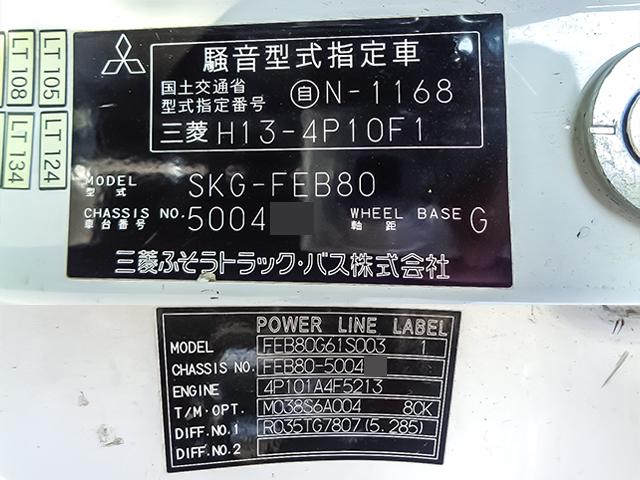 LT 108
LT 105
LT 134
LT 124
騒音型式指定車
国土交通省
型式指定番号
自N-1168
三菱 H13-4P10F1
MODEL
型式
SKG-FEB80
CHASSIS NO.
車台番号
5004
WHEEL BASE
軸距
G
三菱ふそうトラック・バス株式会社
POWER LINE LABEL
MODEL FEB80G61S003 1
CHASSIS NO. FEB80-5004
ENGINE 4P101A4F5213
T/M·OPT. M038S6A004 80K
DIFF.NO.1 R035TG7807(5.285)
DIFF.NO.2